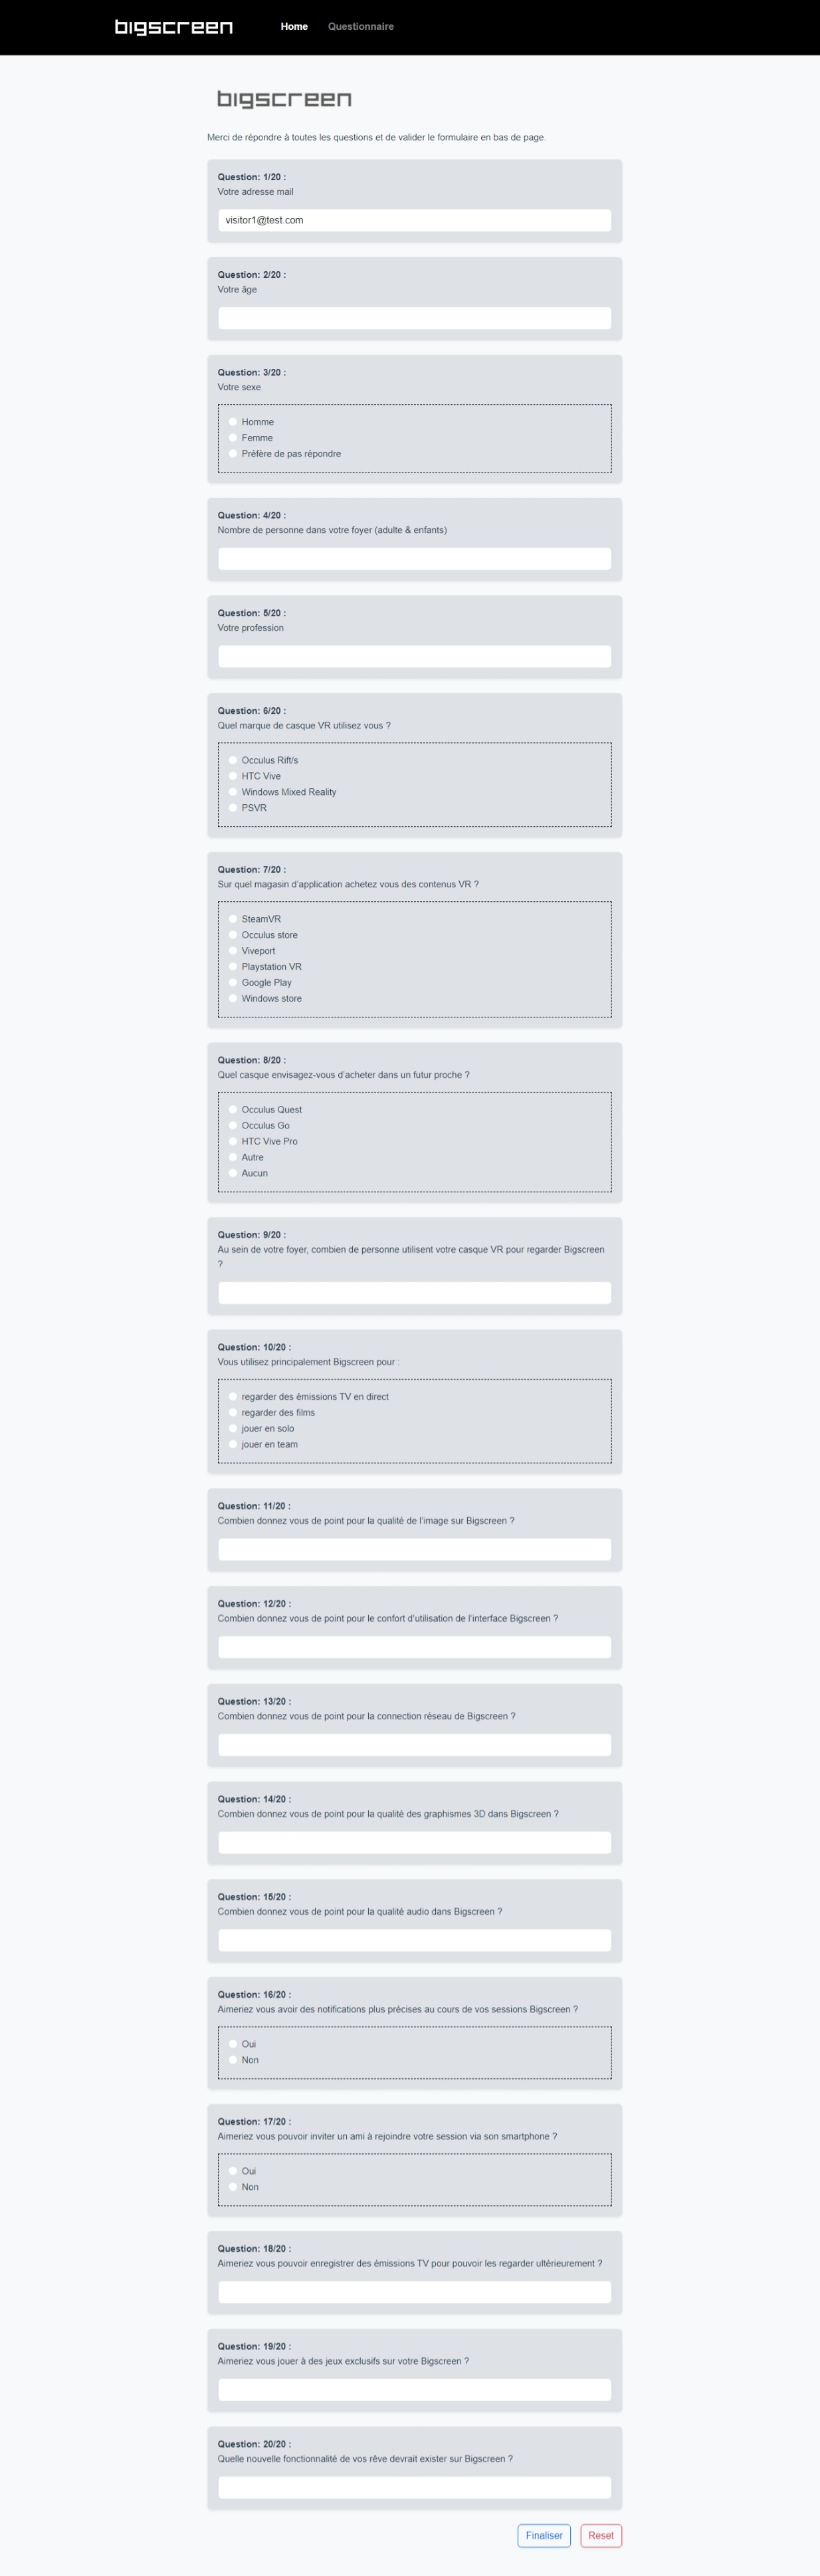 bigscreen
Home Questionnaire
bigscreen
Merci de répondre à toutes les questions et de valider le formulaire en bas de page.
Question: 1/20 :
Votre adresse mail
visitor1@test.com
Question: 2/20 :
Votre âge
Question: 3/20 :
Votre sexe
Homme
Femme
Préfère de pas répondre
Question: 4/20 :
Nombre de personne dans votre foyer (adulte & enfants)
Question: 5/20 :
Votre profession
Question: 6/20 :
Quel marque de casque VR utilisez vous ?
Occulus Rift/s
HTC Vive
Windows Mixed Reality
PSVR
Question: 7/20 :
Sur quel magasin d’application achetez vous des contenus VR ?
SteamVR
Occulus store
Viveport
Playstation VR
Google Play
Windows store
Question: 8/20 :
Quel casque envisagez-vous d’acheter dans un futur proche ?
Occulus Quest
Occulus Go
HTC Vive Pro
Autre
Aucun
Question: 9/20 :
Au sein de votre foyer, combien de personne utilisent votre casque VR pour regarder Bigscreen
?
Question: 10/20 :
Vous utilisez principalement Bigscreen pour :
regarder des émissions TV en direct
regarder des films
jouer en solo
jouer en team
Question: 11/20 :
Combien donnez vous de point pour la qualité de l’image sur Bigscreen ?
Question: 12/20 :
Combien donnez vous de point pour le confort d’utilisation de l’interface Bigscreen ?
Question: 13/20 :
Combien donnez vous de point pour la connection réseau de Bigscreen ?
Question: 14/20 :
Combien donnez vous de point pour la qualité des graphismes 3D dans Bigscreen ?
Question: 15/20 :
Combien donnez vous de point pour la qualité audio dans Bigscreen ?
Question: 16/20 :
Aimeriez vous avoir des notifications plus précises au cours de vos sessions Bigscreen ?
Oui
Non
Question: 17/20 :
Aimeriez vous pouvoir inviter un ami à rejoindre votre session via son smartphone ?
Oui
Non
Question: 18/20 :
Aimeriez vous pouvoir enregistrer des émissions TV pour pouvoir les regarder ultérieurement ?
Question: 19/20 :
Aimeriez vous jouer à des jeux exclusifs sur votre Bigscreen ?
Question: 20/20 :
Quelle nouvelle fonctionnalité de vos rêve devrait exister sur Bigscreen ?
Finaliser Reset